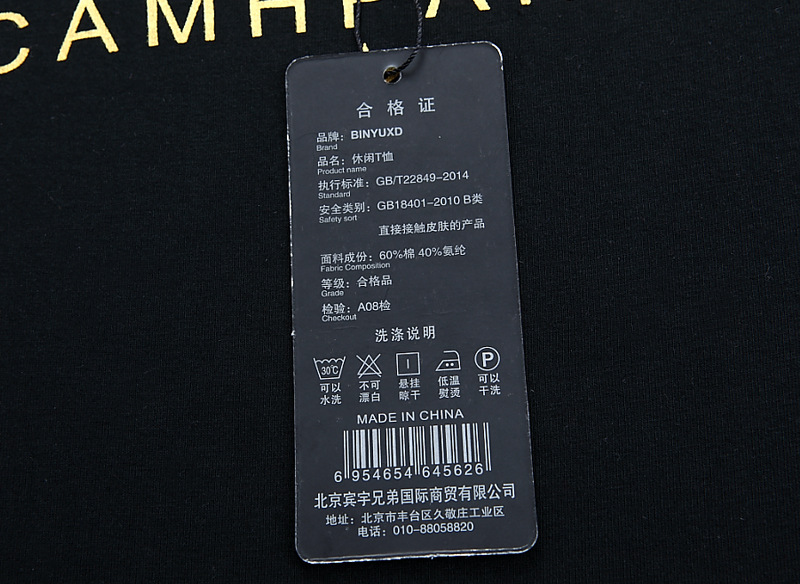 合格证
品牌：BINYUXD
Brand
品名：休闲T恤
Product name
执行标准：GB/T22849-2014
Standard
安全类别：GB18401-2010 B类
Safety sort
直接接触皮肤的产品
面料成份：60%棉 40%氨纶
Fabric Composition
等级：合格品
Grade
检验：A08检
Checkout
洗涤说明
30℃ P
可以 不可 悬挂 低温 可以
水洗 漂白 晾干 熨烫 干洗
MADE IN CHINA
6 954654 645626
北京宾宇兄弟国际商贸有限公司
地址：北京市丰台区久敬庄工业区
电话：010-88058820